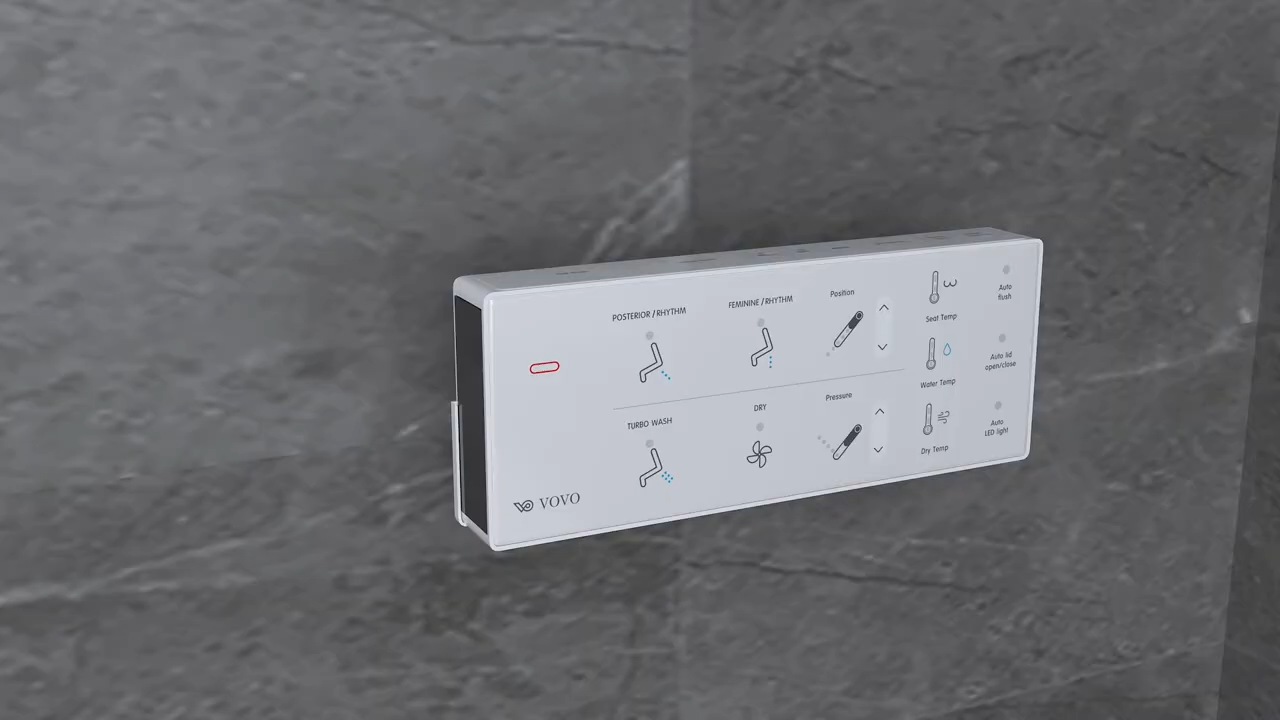 POSTERIOR / RHYTHM
FEMININE / RHYTHM
Position
Seat Temp
Auto
flush
Water Temp
Auto lid
open/close
TURBO WASH
DRY
Pressure
Dry Temp
Auto
LED light
VOVO